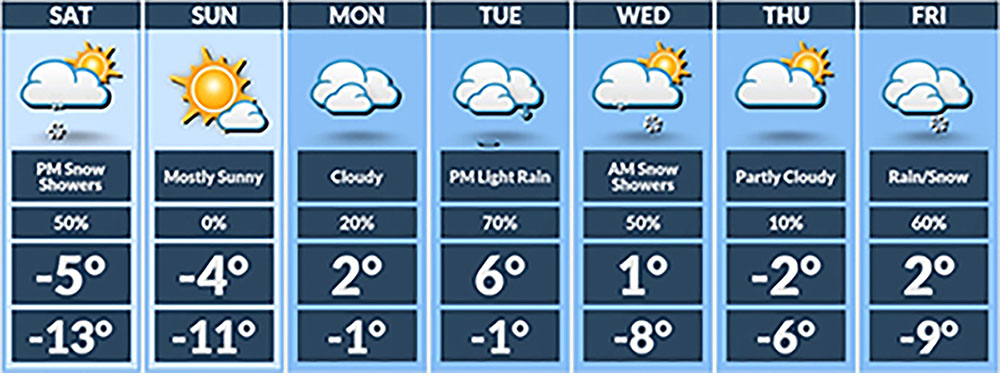 SAT SUN MON TUE WED THU FRI
PM Snow Showers Mostly Sunny Cloudy PM Light Rain AM Snow Showers Partly Cloudy Rain/Snow
50% 0% 20% 70% 50% 10% 60%
-5° -4° 2° 6° 1° -2° 2°
-13° -11° -1° -1° -8° -6° -9°